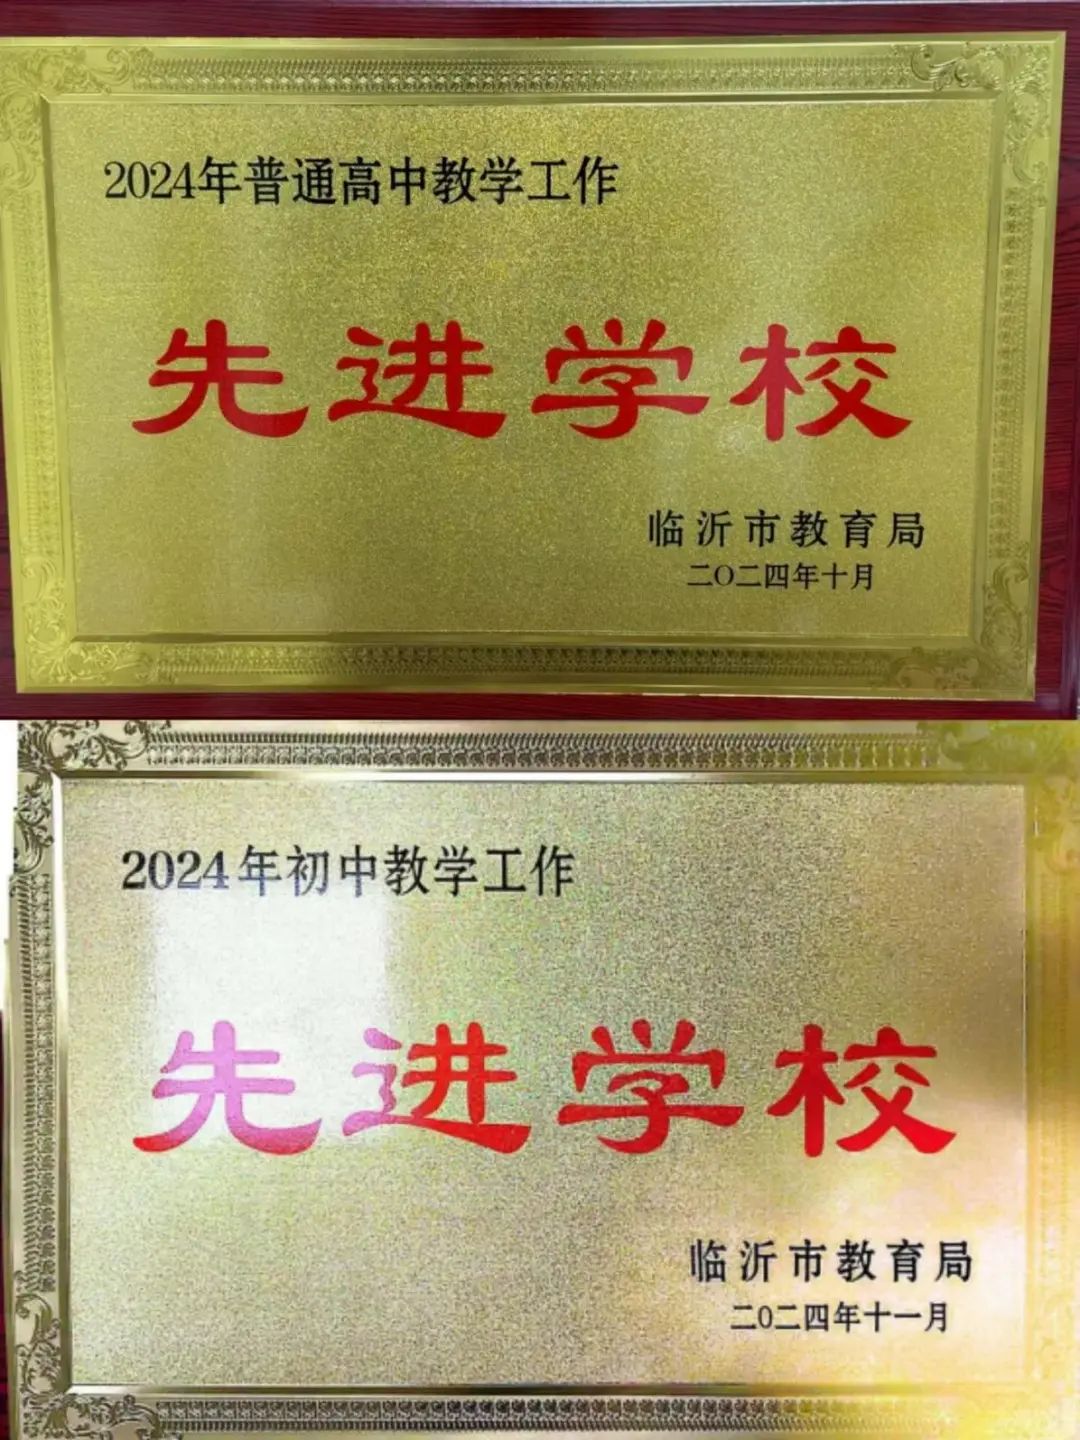 2024年普通高中教学工作
先进学校
临沂市教育局
二〇二四年十月
2024年初中教学工作
先进学校
临沂市教育局
二〇二四年十一月